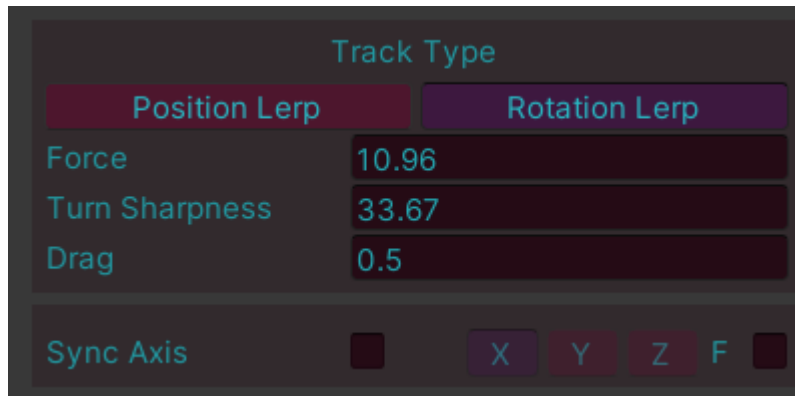 Track Type
Position Lerp Rotation Lerp
Force 10.96
Turn Sharpness 33.67
Drag 0.5
Sync Axis X Y Z F